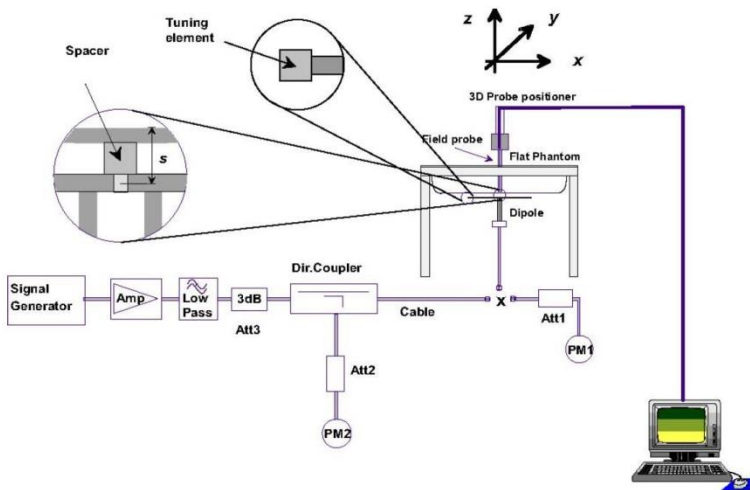 Tuning
element
Spacer
s
z
y
x
3D Probe positioner
Field probe
Flat Phantom
Dipole
Signal
Generator
Amp
Low
Pass
3dB
Att3
Dir.Coupler
Cable
x
Att1
PM1
Att2
PM2